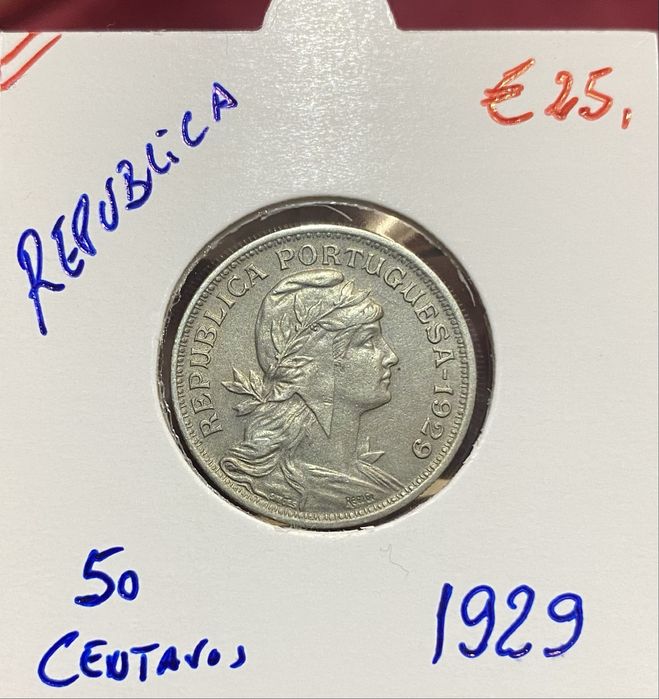 REPUBLICA
€ 25.
REPUBLICA PORTUGUESA-1929
50
CENTAVOS
1929